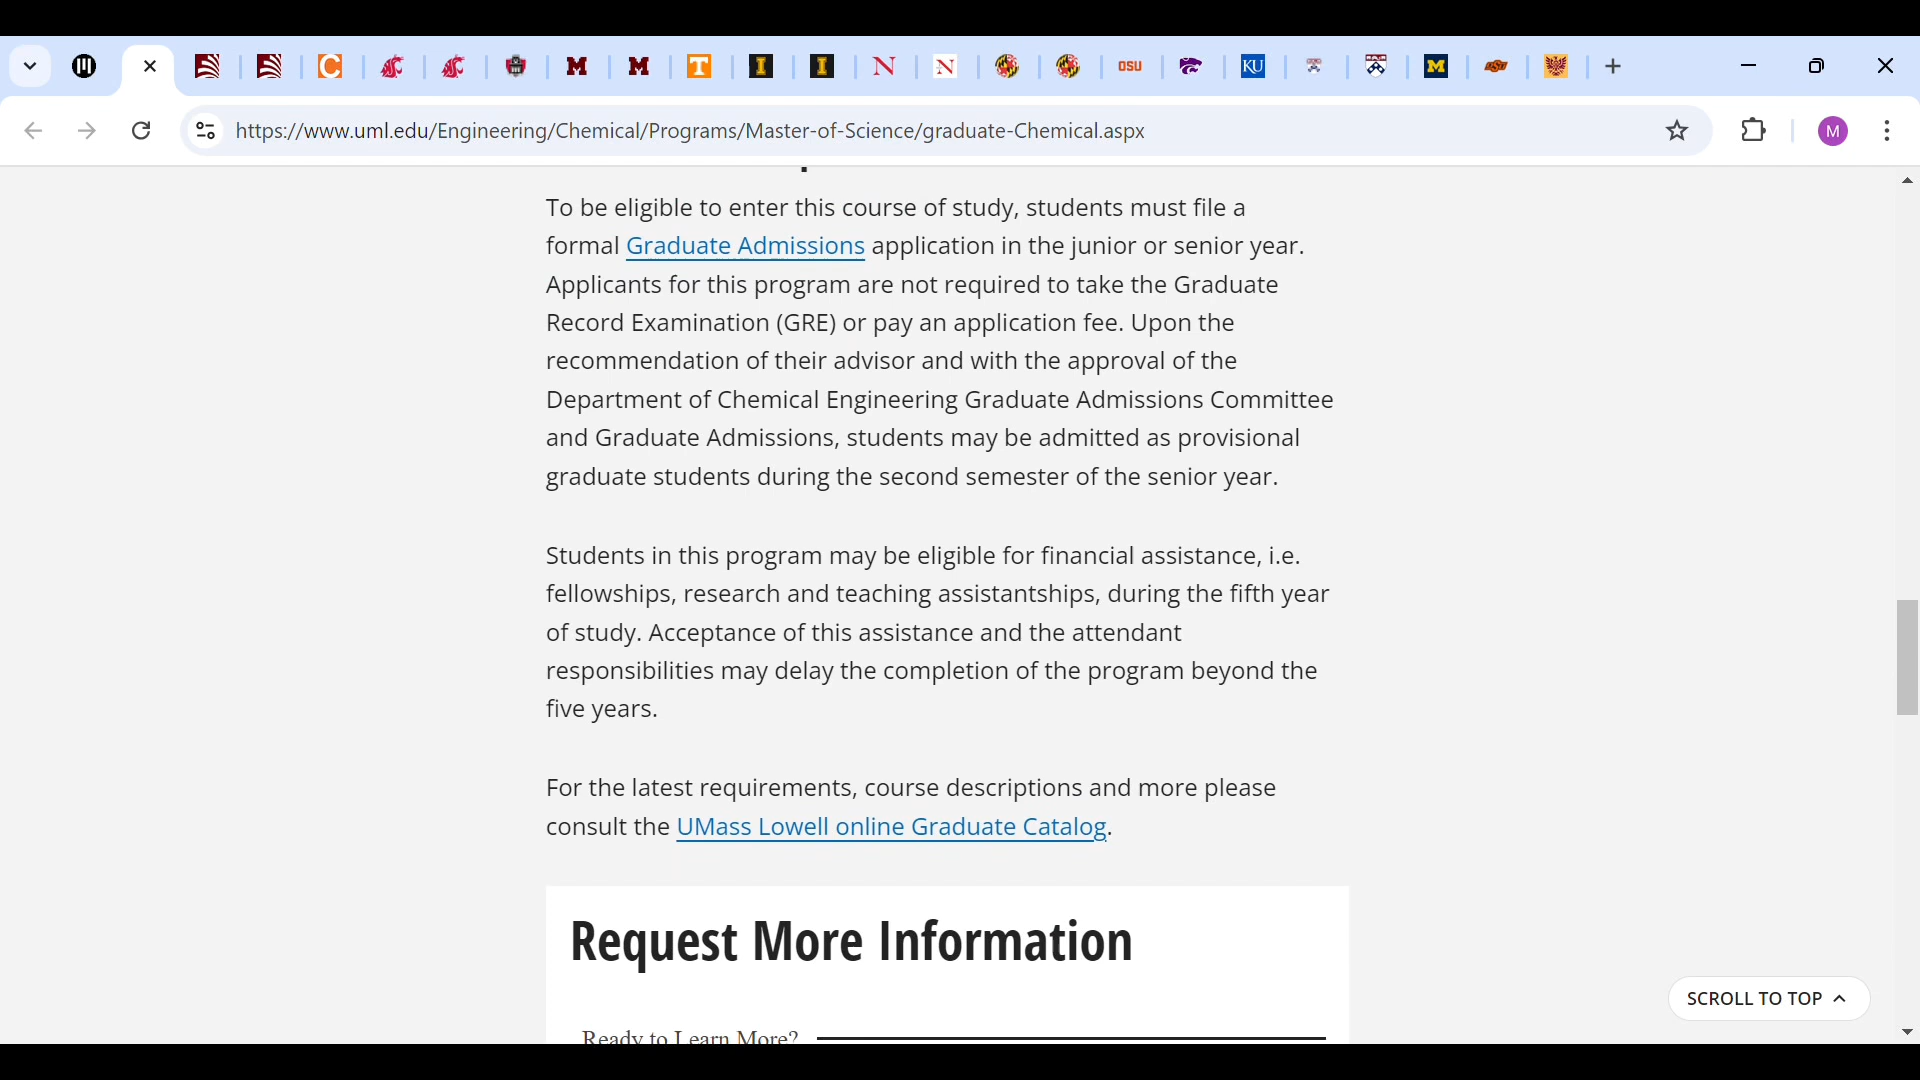 https://www.uml.edu/Engineering/Chemical/Programs/Master-of-Science/graduate-Chemical.aspx
M
OSU
KU
To be eligible to enter this course of study, students must file a
formal Graduate Admissions application in the junior or senior year.
Applicants for this program are not required to take the Graduate
Record Examination (GRE) or pay an application fee. Upon the
recommendation of their advisor and with the approval of the
Department of Chemical Engineering Graduate Admissions Committee
and Graduate Admissions, students may be admitted as provisional
graduate students during the second semester of the senior year.
Students in this program may be eligible for financial assistance, i.e.
fellowships, research and teaching assistantships, during the fifth year
of study. Acceptance of this assistance and the attendant
responsibilities may delay the completion of the program beyond the
five years.
For the latest requirements, course descriptions and more please
consult the UMass Lowell online Graduate Catalog.
Request More Information
SCROLL TO TOP
Ready to Learn More?